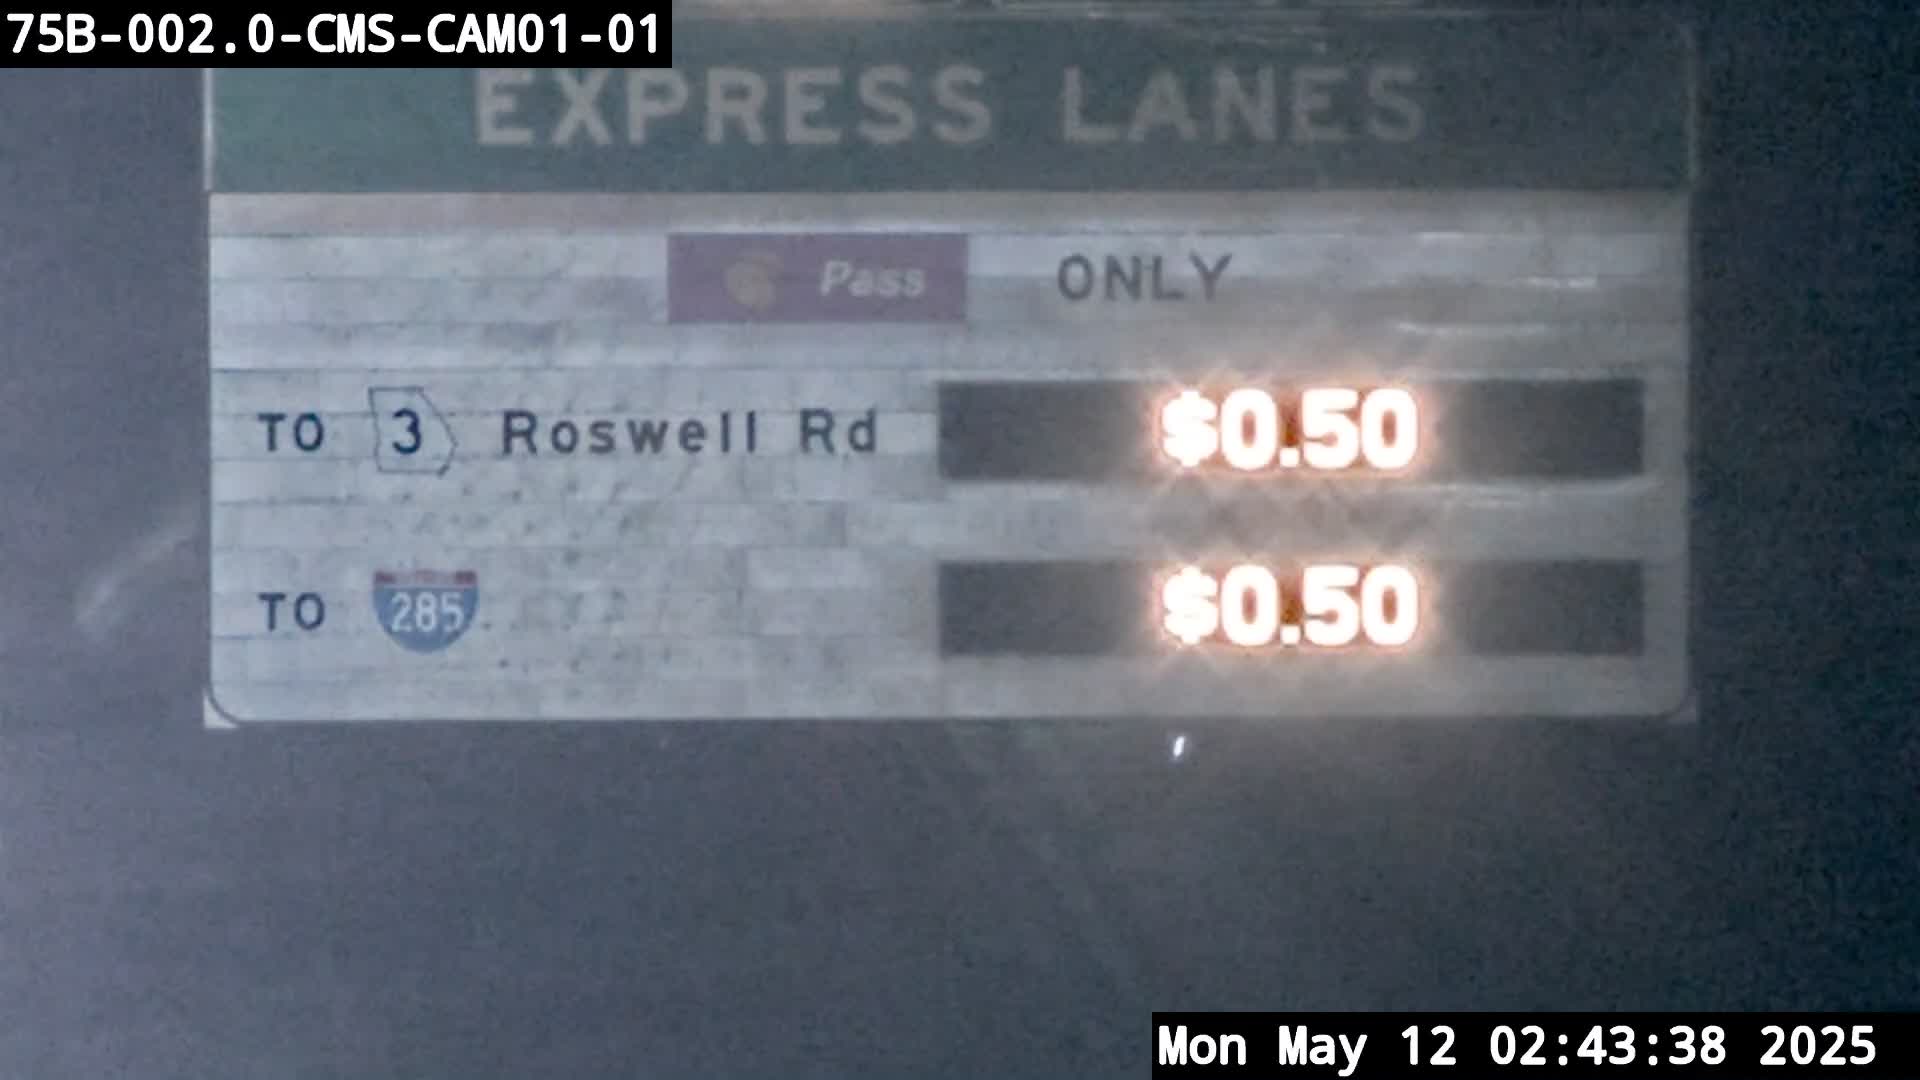 75B-002.0-CMS-CAM01-01
EXPRESS LANES
Pass ONLY
TO 3 Roswell Rd $0.50
TO 285 $0.50
Mon May 12 02:43:38 2025